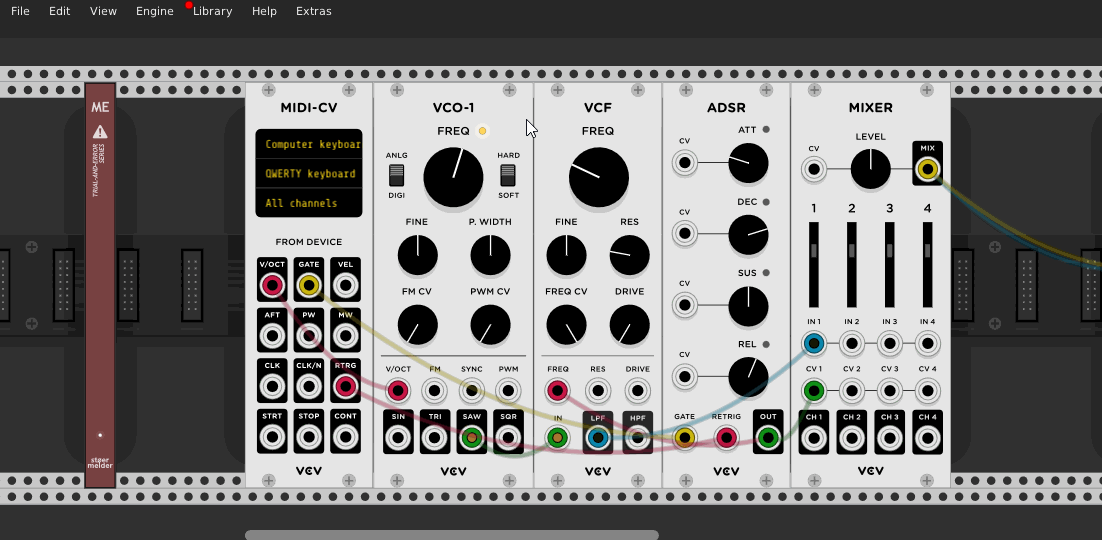 File Edit View Engine Library Help Extras
ME
TRIAL-AND-ERROR
SERIES
stoermelder
MIDI-CV
Computer keyboar
QWERTY keyboard
All channels
FROM DEVICE
V/OCT GATE VEL
AFT PW MW
CLK CLK/N RTRG
STRT STOP CONT
VCV
VCO-1
FREQ
ANLG HARD
DIGI SOFT
FINE P. WIDTH
FM CV PWM CV
V/OCT FM SYNC PWM
SIN TRI SAW SQR
VCV
VCF
FREQ
FINE RES
FREQ CV DRIVE
FREQ RES DRIVE
IN LPF HPF
VCV
ADSR
ATT
CV
DEC
CV
SUS
CV
REL
CV
GATE RETRIG OUT
VCV
MIXER
LEVEL
CV MIX
1 2 3 4
IN 1 IN 2 IN 3 IN 4
CV 1 CV 2 CV 3 CV 4
CH 1 CH 2 CH 3 CH 4
VCV